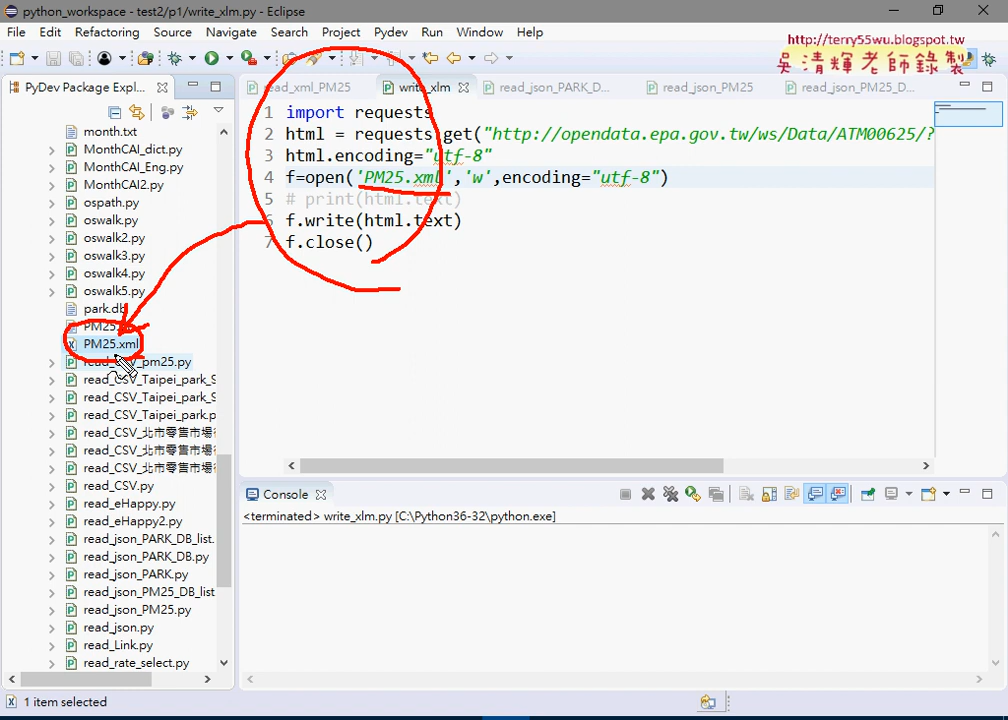 python_workspace - test2/p1/write_xlm.py - Eclipse
File Edit Refactoring Source Navigate Search Project Pydev Run Window Help
http://terry55wu.blogspot.tw
吳清輝老師錄製
PyDev Package Expl...
read_xml_PM25
write_xlm
read_json_PARK_D...
read_json_PM25
read_json_PM25_D...
month.txt
MonthCAI_dict.py
MonthCAI_Eng.py
MonthCAI2.py
ospath.py
oswalk.py
oswalk2.py
oswalk3.py
oswalk4.py
oswalk5.py
park.db
PM25.xml
read_CSV_pm25.py
read_CSV_Taipei_park_S
read_CSV_Taipei_park_S
read_CSV_Taipei_park.p
read_CSV_北市零售市場
read_CSV_北市零售市場
read_CSV_北市零售市場
read_CSV.py
read_eHappy.py
read_eHappy2.py
read_json_PARK_DB_list.
read_json_PARK_DB.py
read_json_PARK.py
read_json_PM25_DB_list
read_json_PM25.py
read_json.py
read_Link.py
read_rate_select.py
1 import requests
2 html = requests.get("http://opendata.epa.gov.tw/ws/Data/ATM00625/?
3 html.encoding="utf-8"
4 f=open('PM25.xml','w',encoding="utf-8")
5 # print(html.text)
6 f.write(html.text)
7 f.close()
Console
<terminated> write_xlm.py [C:\Python36-32\python.exe]
1 item selected